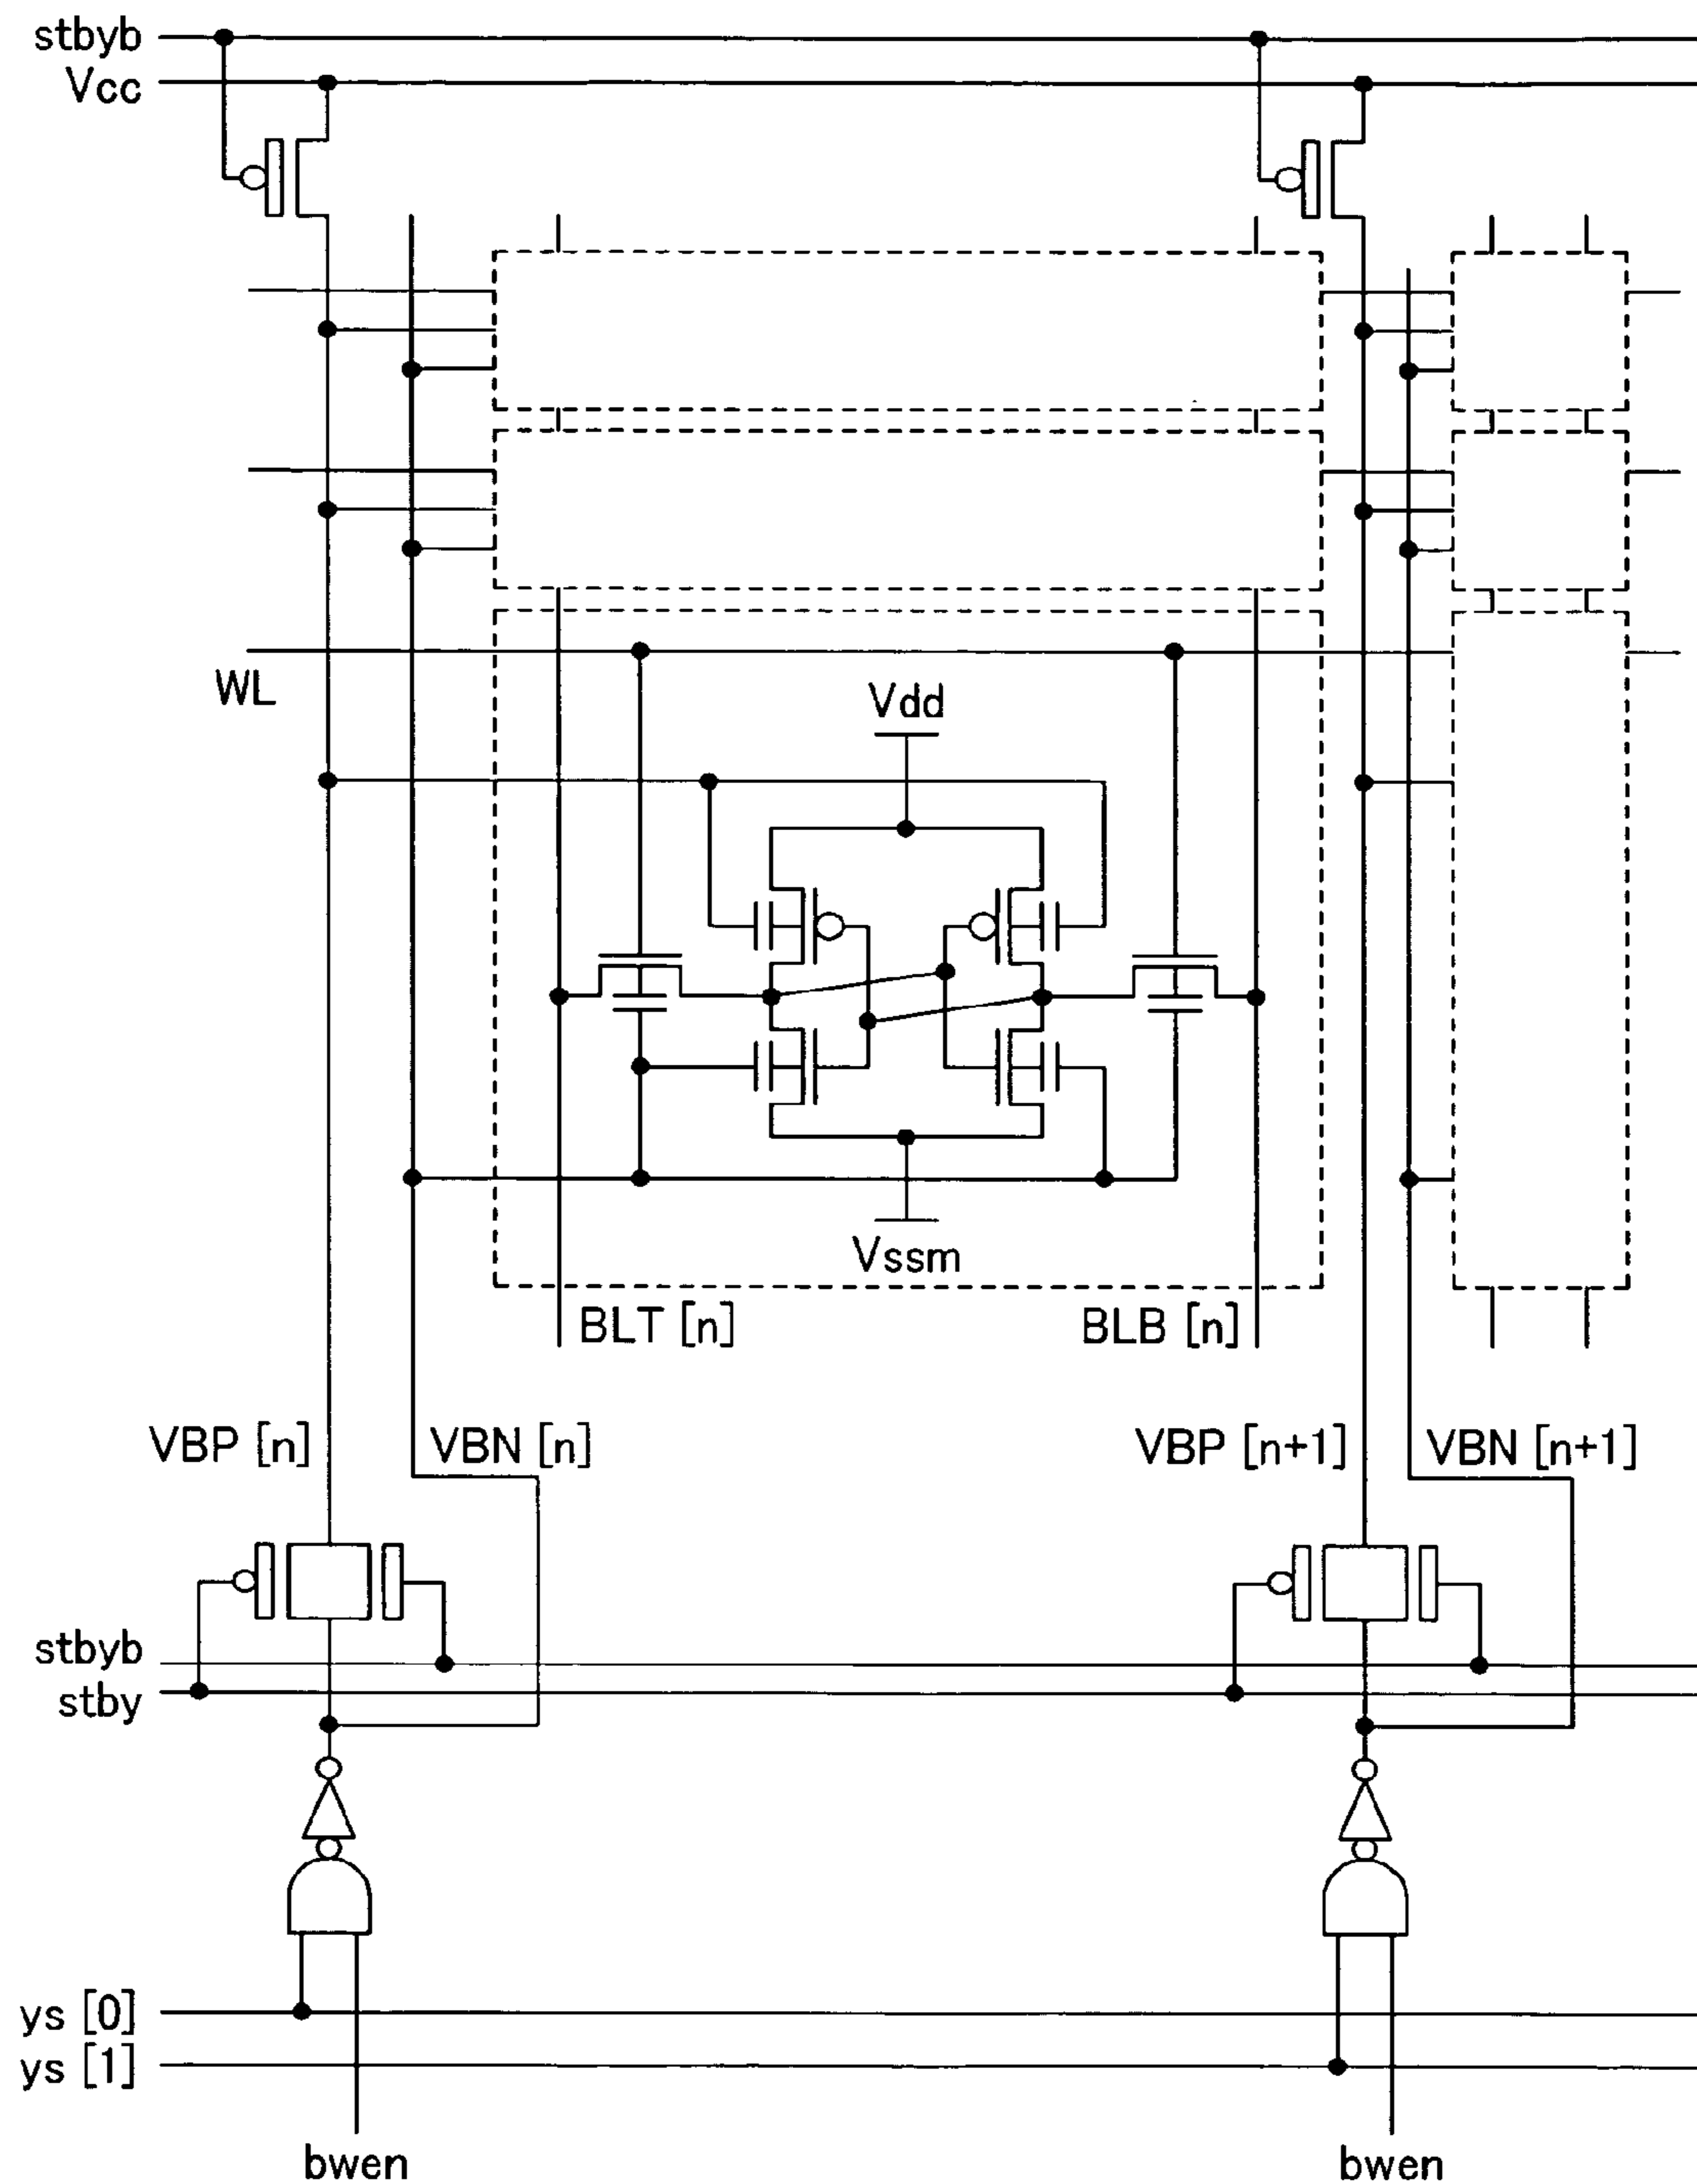 stbyb
Vcc
WL
Vdd
Vssm
BLT [n]
BLB [n]
VBP [n]
VBN [n]
VBP [n+1]
VBN [n+1]
stbyb
stby
ys [0]
ys [1]
bwen
bwen